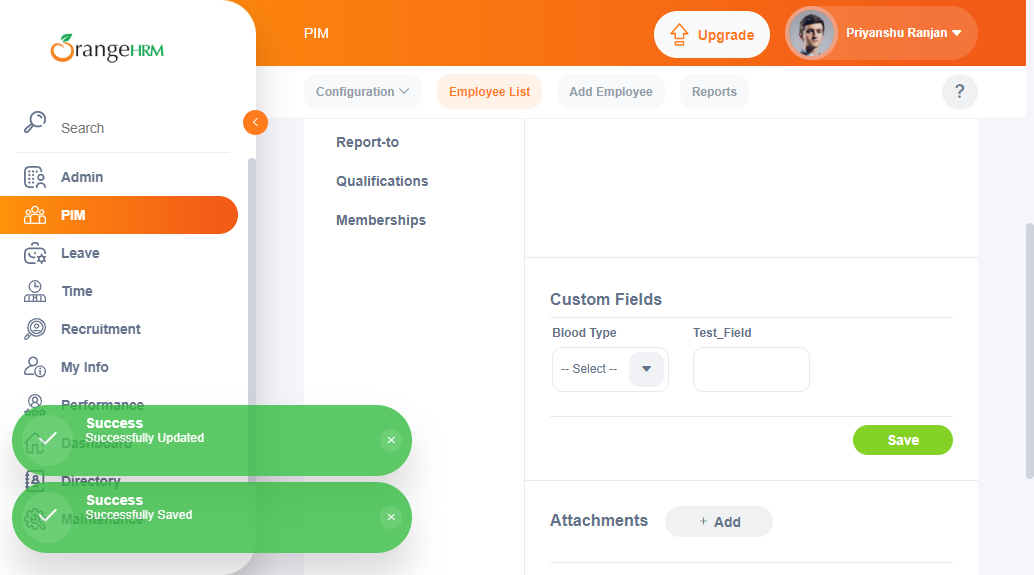 OrangeHRM
PIM
Upgrade
Priyanshu Ranjan
Search
Configuration
Employee List
Add Employee
Reports
?
Admin
PIM
Leave
Time
Recruitment
My Info
Performance
Dashboard
Directory
Maintenance
Report-to
Qualifications
Memberships
Custom Fields
Blood Type
Test_Field
-- Select --
Save
Attachments
+ Add
Success
Successfully Updated
×
Success
Successfully Saved
×